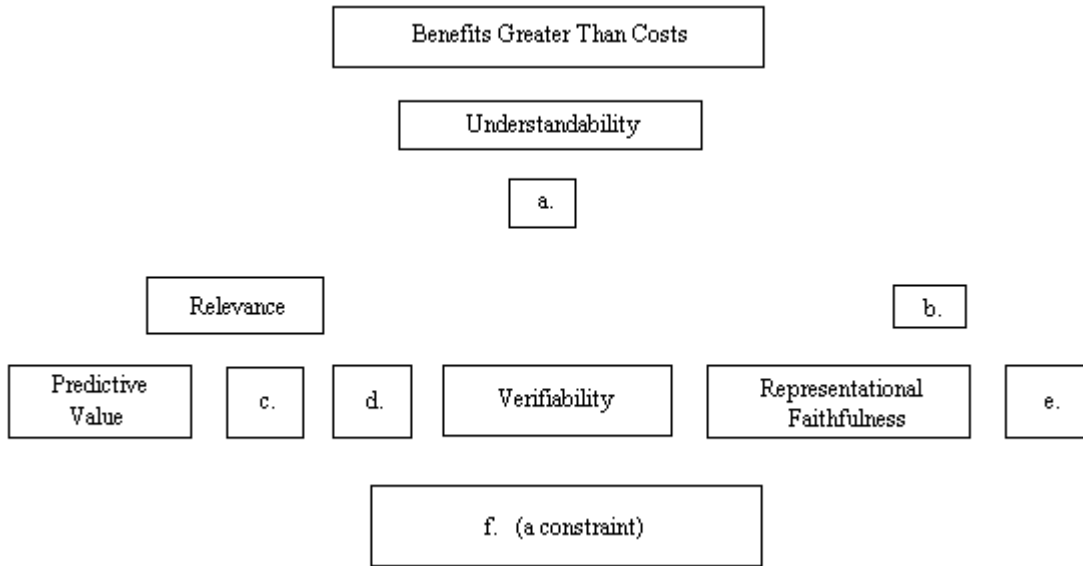 Benefits Greater Than Costs
Understandability
a.
Relevance
b.
Predictive
Value
c.
d.
Verifiability
Representational
Faithfulness
e.
f. (a constraint)